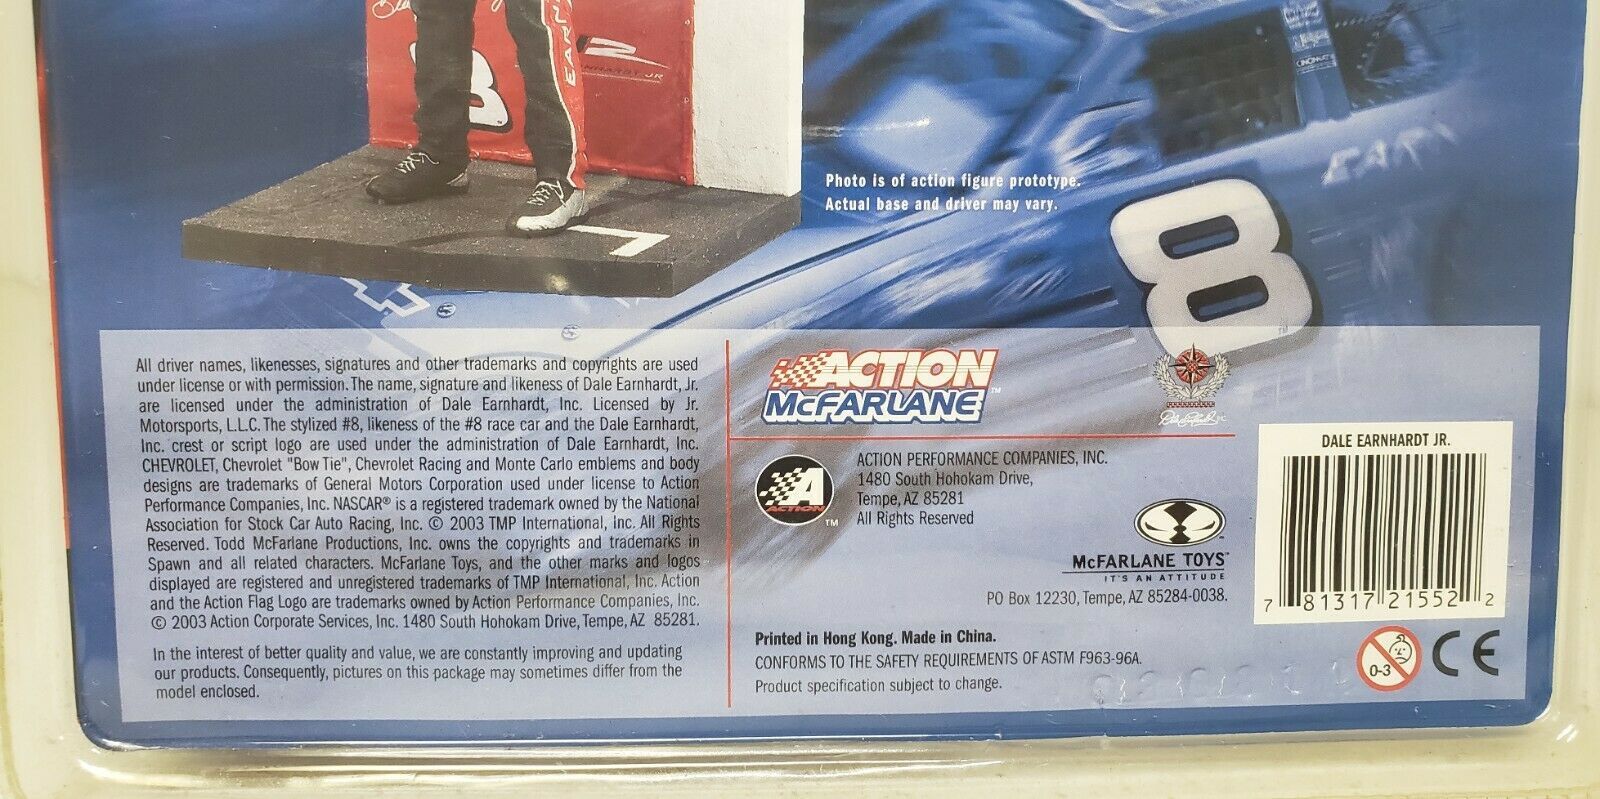 EARN
8
JR
Photo is of action figure prototype.
Actual base and driver may vary.
EARN
8
1
All driver names, likenesses, signatures and other trademarks and copyrights are used
under license or with permission. The name, signature and likeness of Dale Earnhardt, Jr.
are licensed under the administration of Dale Earnhardt, Inc. Licensed by Jr.
Motorsports, L.L.C. The stylized #8, likeness of the #8 race car and the Dale Earnhardt,
Inc. crest or script logo are used under the administration of Dale Earnhardt, Inc.
CHEVROLET, Chevrolet "Bow Tie", Chevrolet Racing and Monte Carlo emblems and body
designs are trademarks of General Motors Corporation used under license to Action
Performance Companies, Inc. NASCAR® is a registered trademark owned by the National
Association for Stock Car Auto Racing, Inc. © 2003 TMP International, Inc. All Rights
Reserved. Todd McFarlane Productions, Inc. owns the copyrights and trademarks in
Spawn and all related characters. McFarlane Toys, and the other marks and logos
displayed are registered and unregistered trademarks of TMP International, Inc. Action
and the Action Flag Logo are trademarks owned by Action Performance Companies, Inc.
© 2003 Action Corporate Services, Inc. 1480 South Hohokam Drive, Tempe, AZ 85281.
In the interest of better quality and value, we are constantly improving and updating
our products. Consequently, pictures on this package may sometimes differ from the
model enclosed.
ACTION
McFARLANE™
A
ACTION™
ACTION PERFORMANCE COMPANIES, INC.
1480 South Hohokam Drive,
Tempe, AZ 85281
All Rights Reserved
McFARLANE TOYS™
IT'S AN ATTITUDE
PO Box 12230, Tempe, AZ 85284-0038.
Printed in Hong Kong. Made in China.
CONFORMS TO THE SAFETY REQUIREMENTS OF ASTM F963-96A.
Product specification subject to change.
DALE EARNHARDT JR.
7 81317 21552 2
0-3
CE